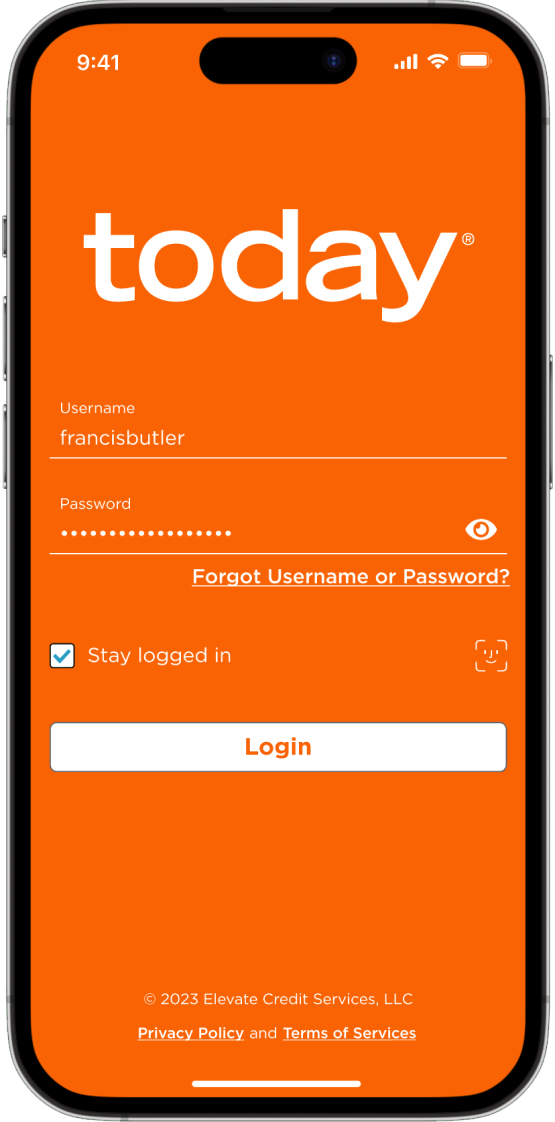 9:41
today®
Username
francisbutler
Password
••••••••••••••••••
Forgot Username or Password?
Stay logged in
Login
© 2023 Elevate Credit Services, LLC
Privacy Policy and Terms of Services